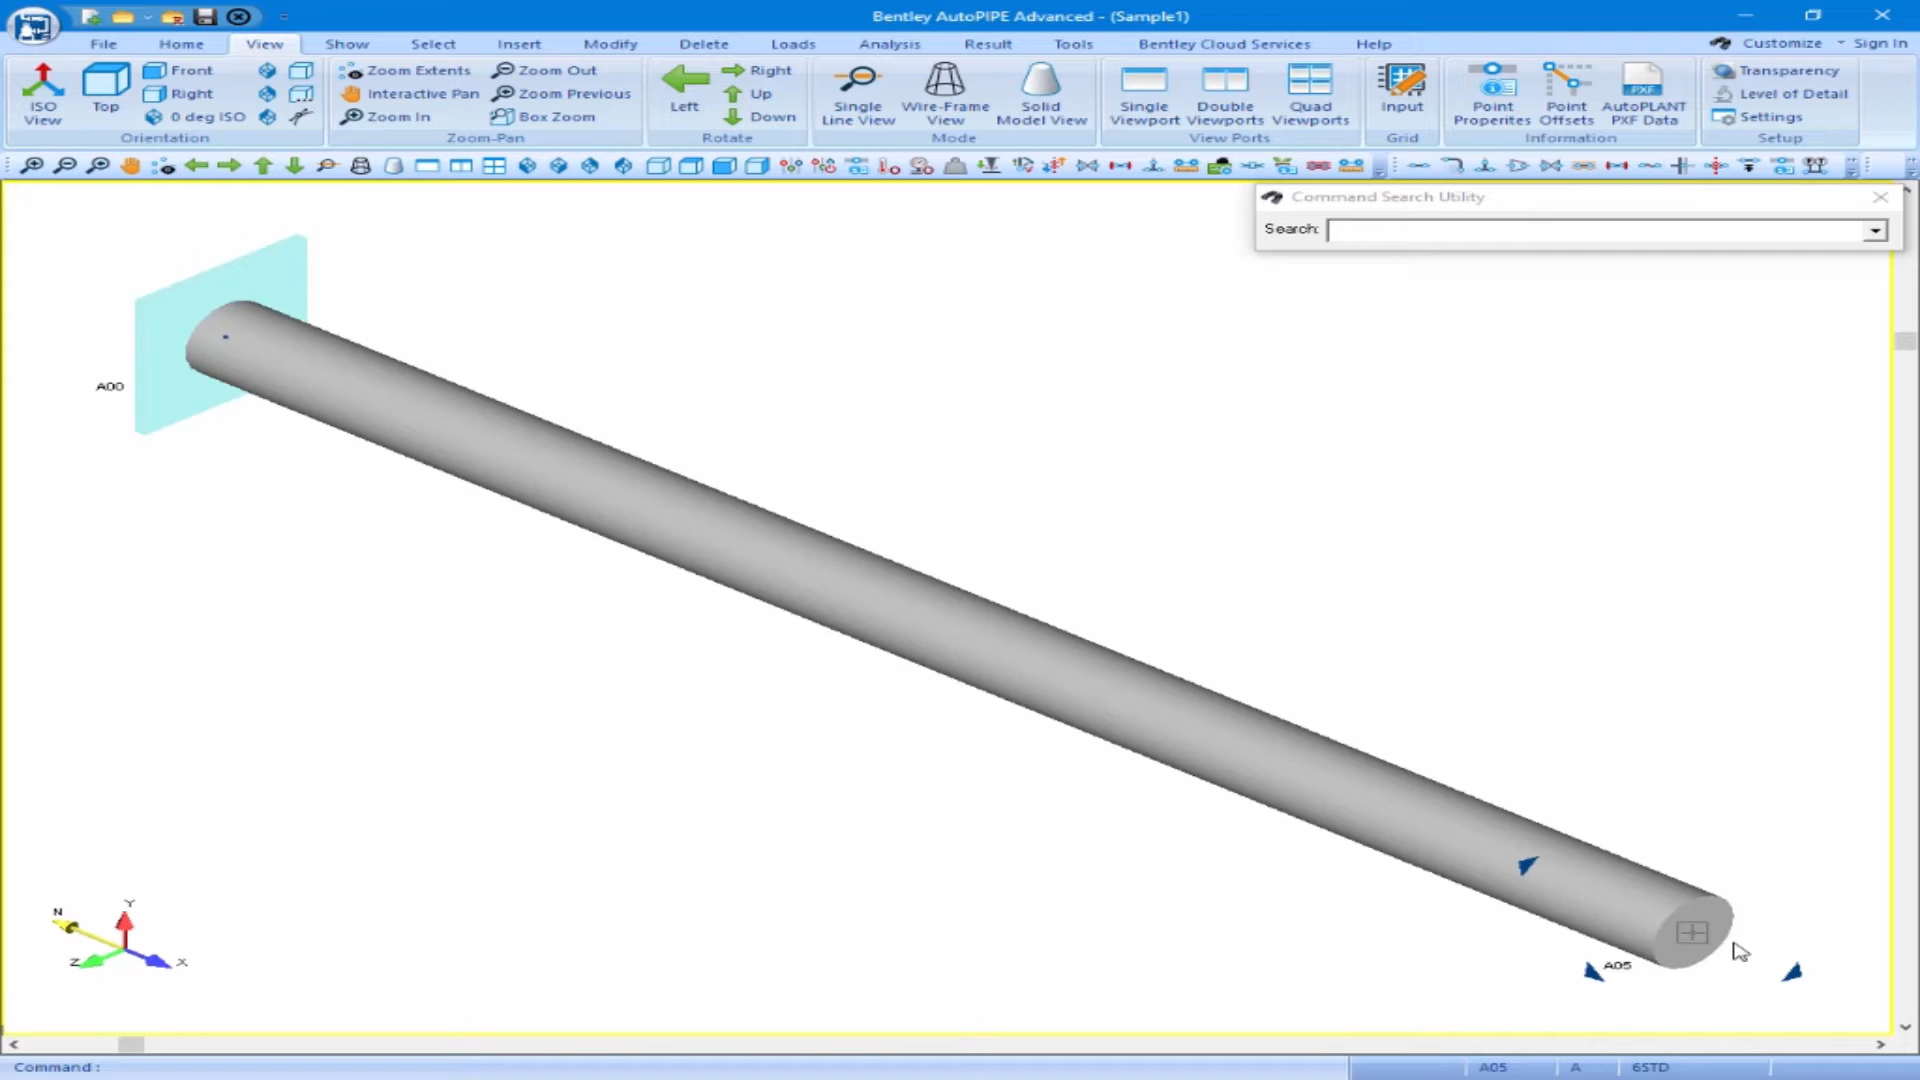 Bentley AutoPIPE Advanced - (Sample1)
File Home View Show Select Insert Modify Delete Loads Analysis Result Tools Bentley Cloud Services Help Customize Sign In
ISO View
Top
Front
Right
0 deg ISO
Orientation
Zoom Extents
Interactive Pan
Zoom In
Zoom Out
Zoom Previous
Box Zoom
Zoom-Pan
Left
Right
Up
Down
Rotate
Single Line View
Wire-Frame View
Solid Model View
Mode
Single Viewport
Double Viewports
Quad Viewports
View Ports
Input
Grid
Point Properites
Point Offsets
PXF
AutoPLANT PXF Data
Information
Transparency
Level of Detail
Settings
Setup
Command Search Utility
Search:
A00
A05
N
Y
Z
X
Command :
A05 A 6STD